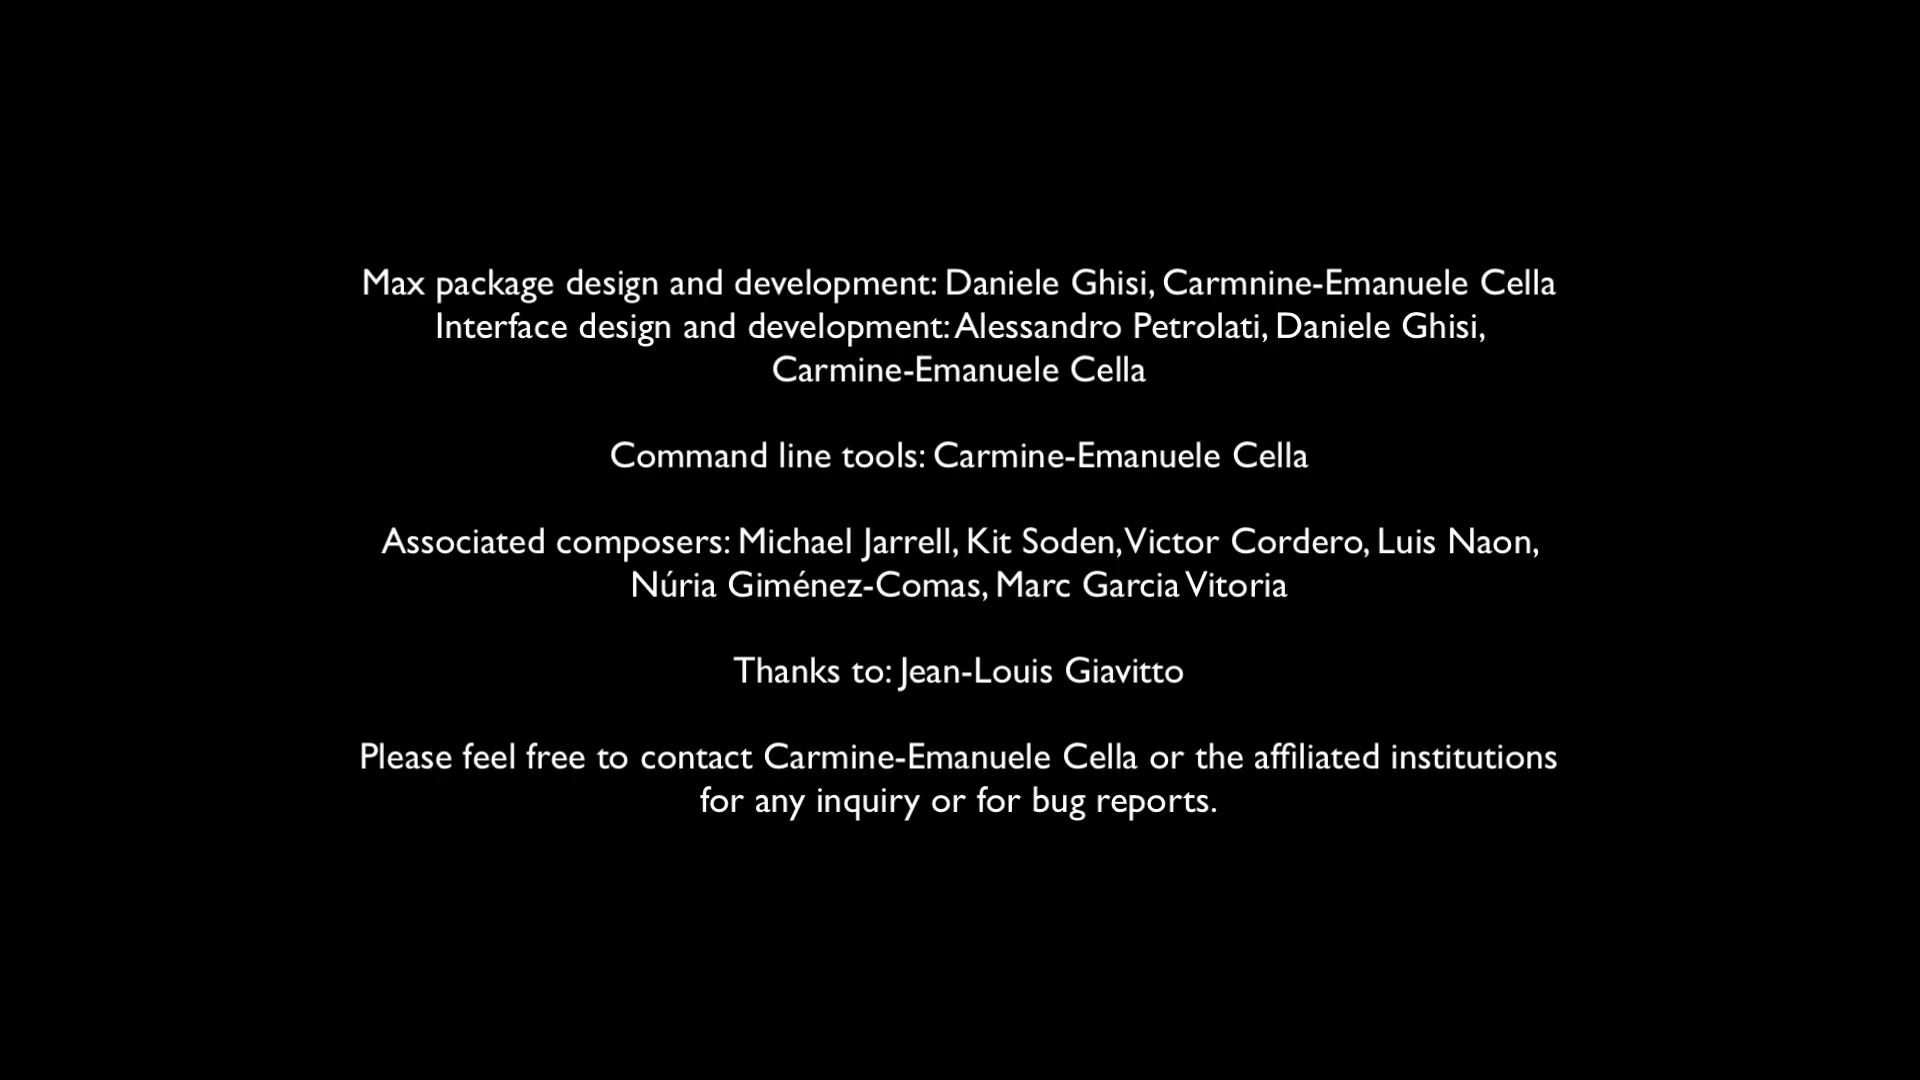 Max package design and development: Daniele Ghisi, Carmnine-Emanuele Cella
Interface design and development: Alessandro Petrolati, Daniele Ghisi,
Carmine-Emanuele Cella
Command line tools: Carmine-Emanuele Cella
Associated composers: Michael Jarrell, Kit Soden, Victor Cordero, Luis Naon,
Núria Giménez-Comas, Marc Garcia Vitoria
Thanks to: Jean-Louis Giavitto
Please feel free to contact Carmine-Emanuele Cella or the affiliated institutions
for any inquiry or for bug reports.